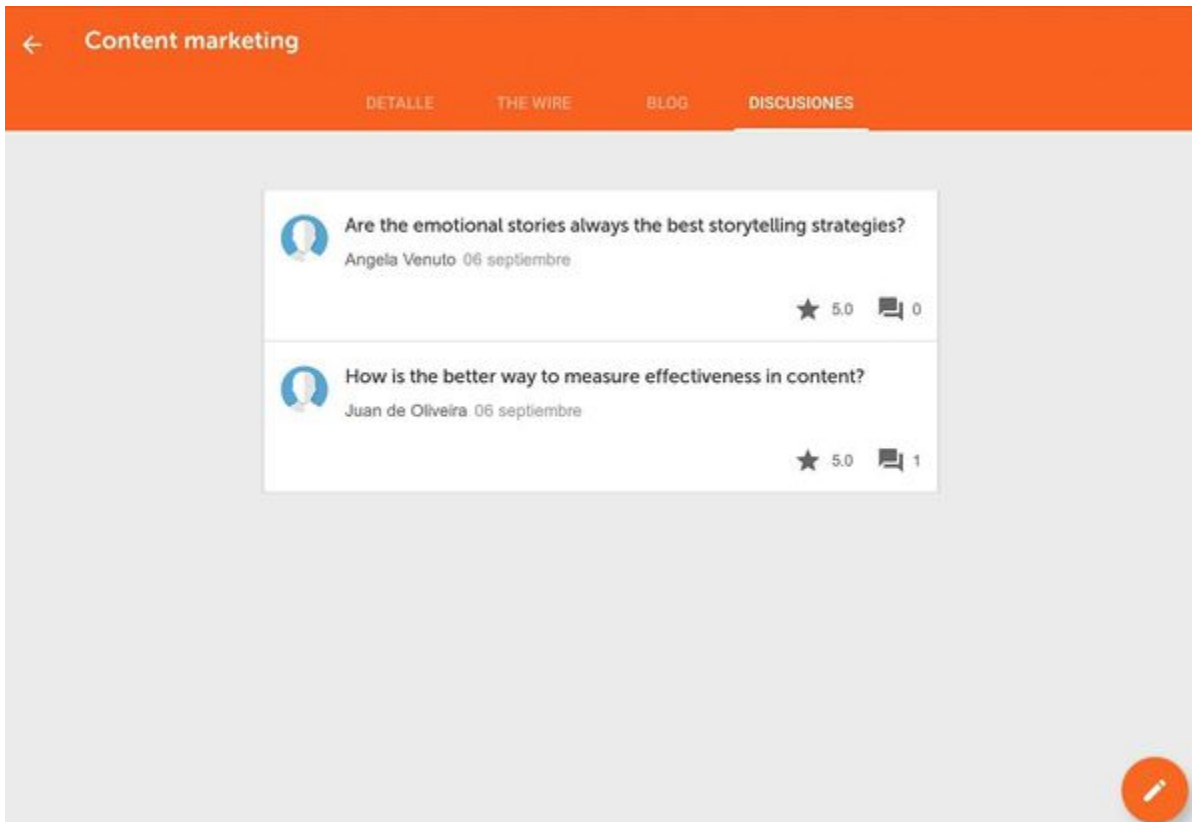 Content marketing
DETALLE THE WIRE BLOG DISCUSIONES
Are the emotional stories always the best storytelling strategies?
Angela Venuto 06 septiembre
5.0 0
How is the better way to measure effectiveness in content?
Juan de Oliveira 06 septiembre
5.0 1